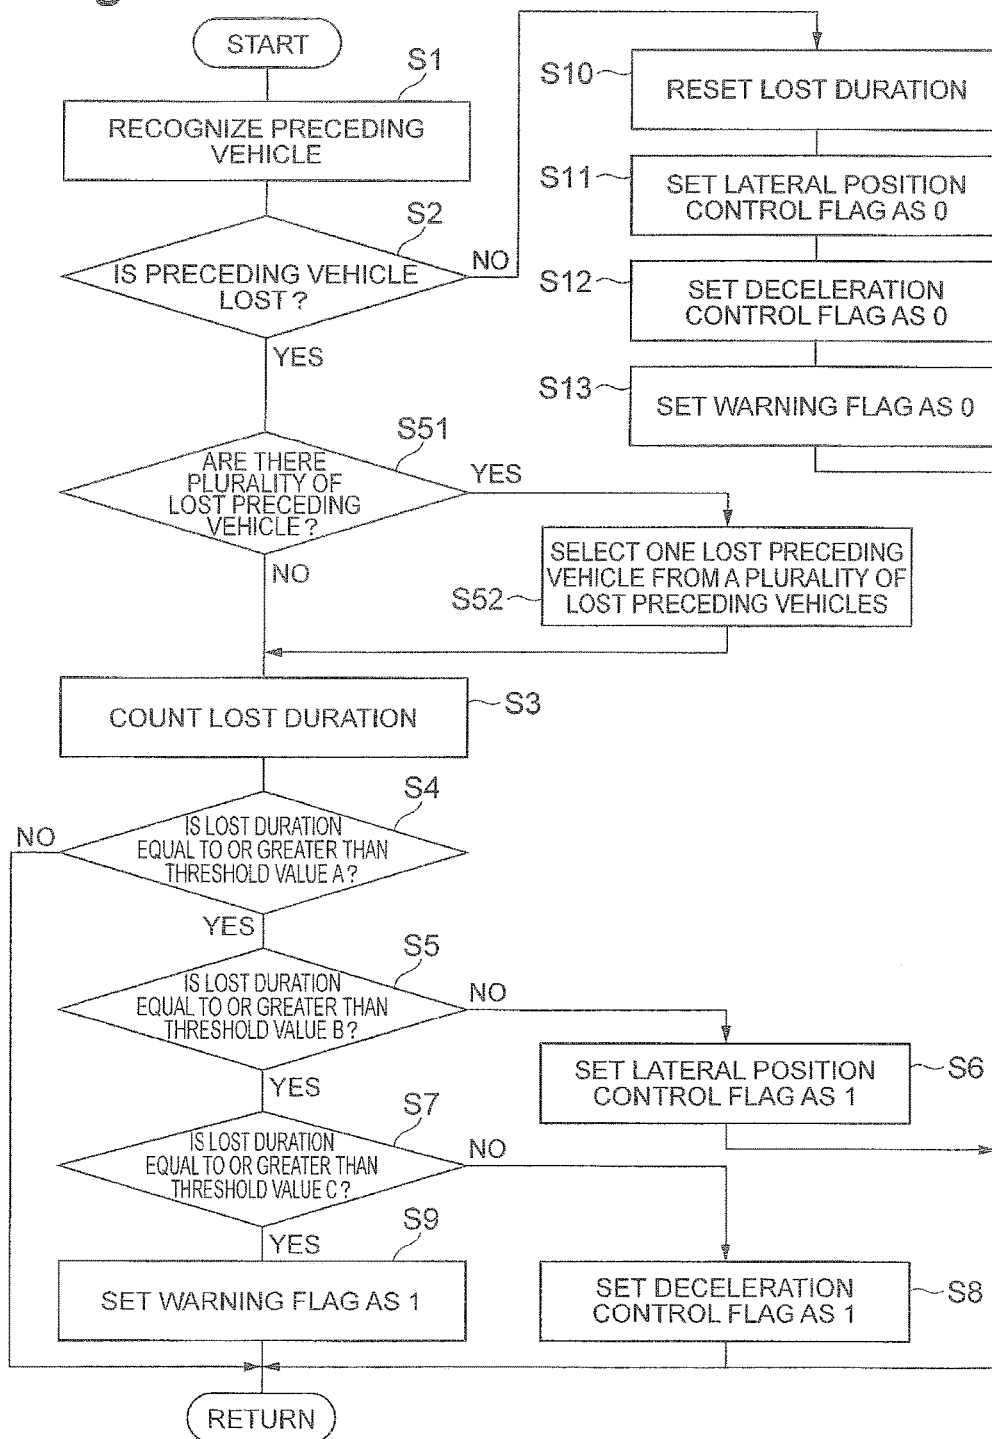 START
S1
RECOGNIZE PRECEDING
VEHICLE
S2
IS PRECEDING VEHICLE
LOST?
NO
YES
S10
RESET LOST DURATION
S11
SET LATERAL POSITION
CONTROL FLAG AS 0
S12
SET DECELERATION
CONTROL FLAG AS 0
S13
SET WARNING FLAG AS 0
S51
ARE THERE
PLURALITY OF
LOST PRECEDING
VEHICLE?
YES
NO
SELECT ONE LOST PRECEDING
VEHICLE FROM A PLURALITY OF
LOST PRECEDING VEHICLES
S52
COUNT LOST DURATION
S3
S4
IS LOST DURATION
EQUAL TO OR GREATER THAN
THRESHOLD VALUE A?
NO
YES
S5
IS LOST DURATION
EQUAL TO OR GREATER THAN
THRESHOLD VALUE B?
NO
YES
SET LATERAL POSITION
CONTROL FLAG AS 1
S6
S7
IS LOST DURATION
EQUAL TO OR GREATER THAN
THRESHOLD VALUE C?
NO
YES
S9
SET WARNING FLAG AS 1
SET DECELERATION
CONTROL FLAG AS 1
S8
RETURN